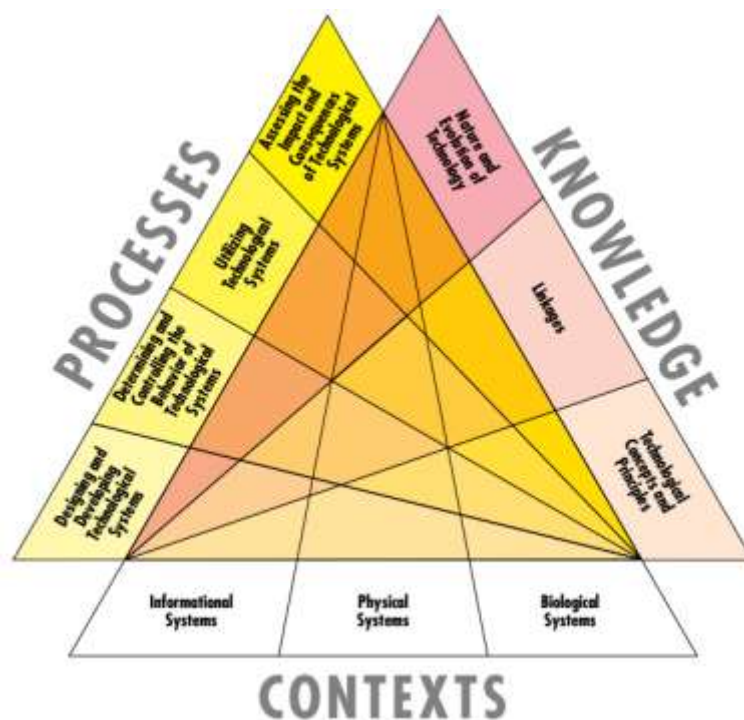 PROCESSES
Assessing the
Impact and
Consequences
of Technological
Systems
Utilizing
Technological
Systems
Determining and
Controlling the
Behavior of
Technological
Systems
Designing and
Developing
Technological
Systems
KNOWLEDGE
Nature and
Evolution of
Technology
Linkages
Technological
Concepts and
Principles
Informational
Systems
Physical
Systems
Biological
Systems
CONTEXTS